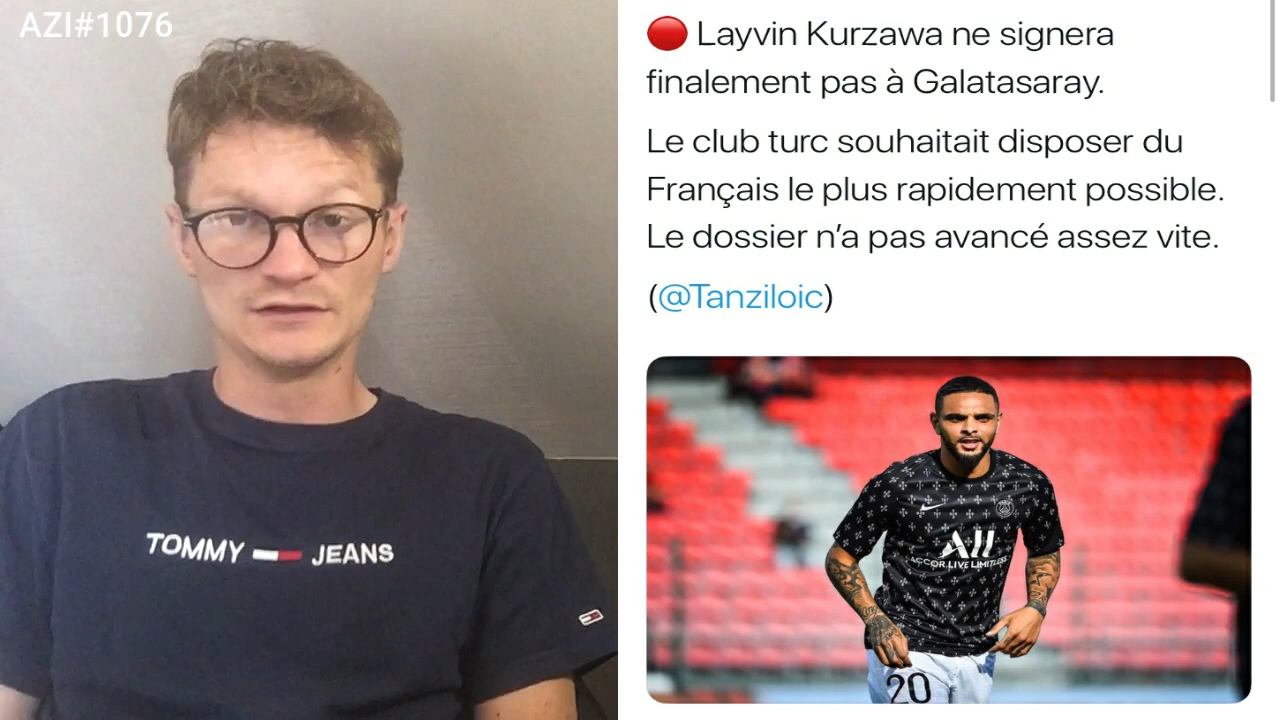 AZI#1076
TOMMY JEANS
🔴 Layvin Kurzawa ne signera
finalement pas à Galatasaray.
Le club turc souhaitait disposer du
Français le plus rapidement possible.
Le dossier n’a pas avancé assez vite.
(@Tanziloic)
ALL
ACCOR LIVE LIMITLESS
20